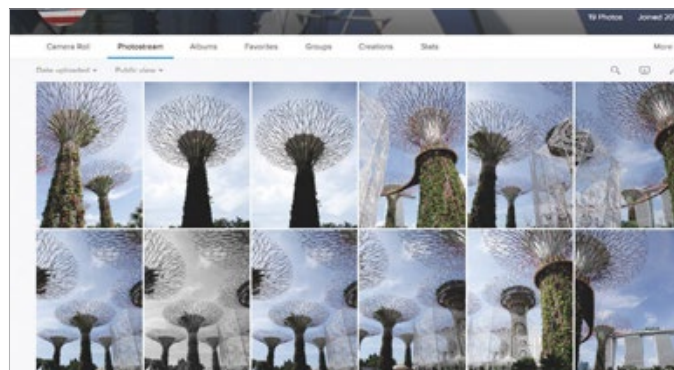 19 Photos Joined 20
Camera Roll Photostream Albums Favorites Groups Creations Stats More
Date uploaded Public view